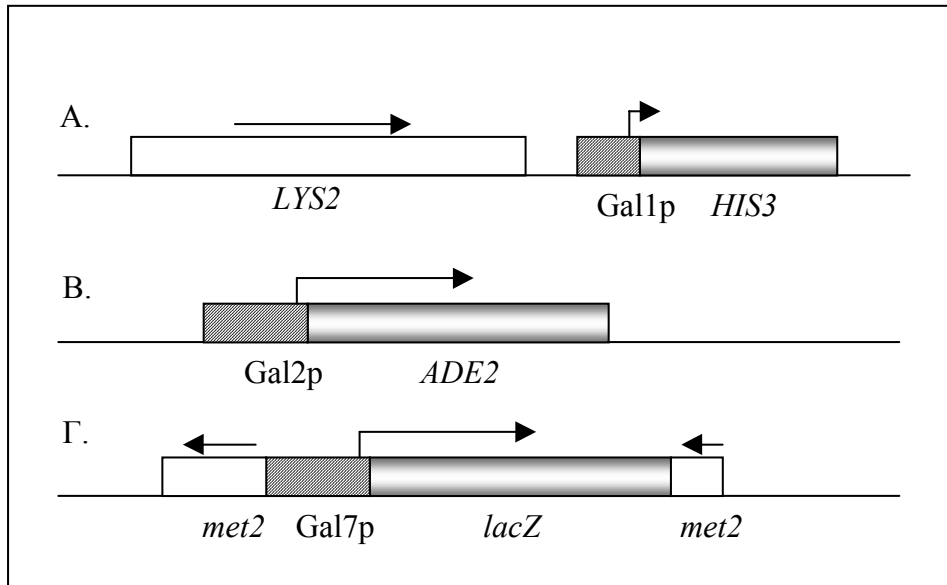 Α.
LYS2 Gal1p HIS3
Β.
Gal2p ADE2
Γ.
met2 Gal7p lacZ met2